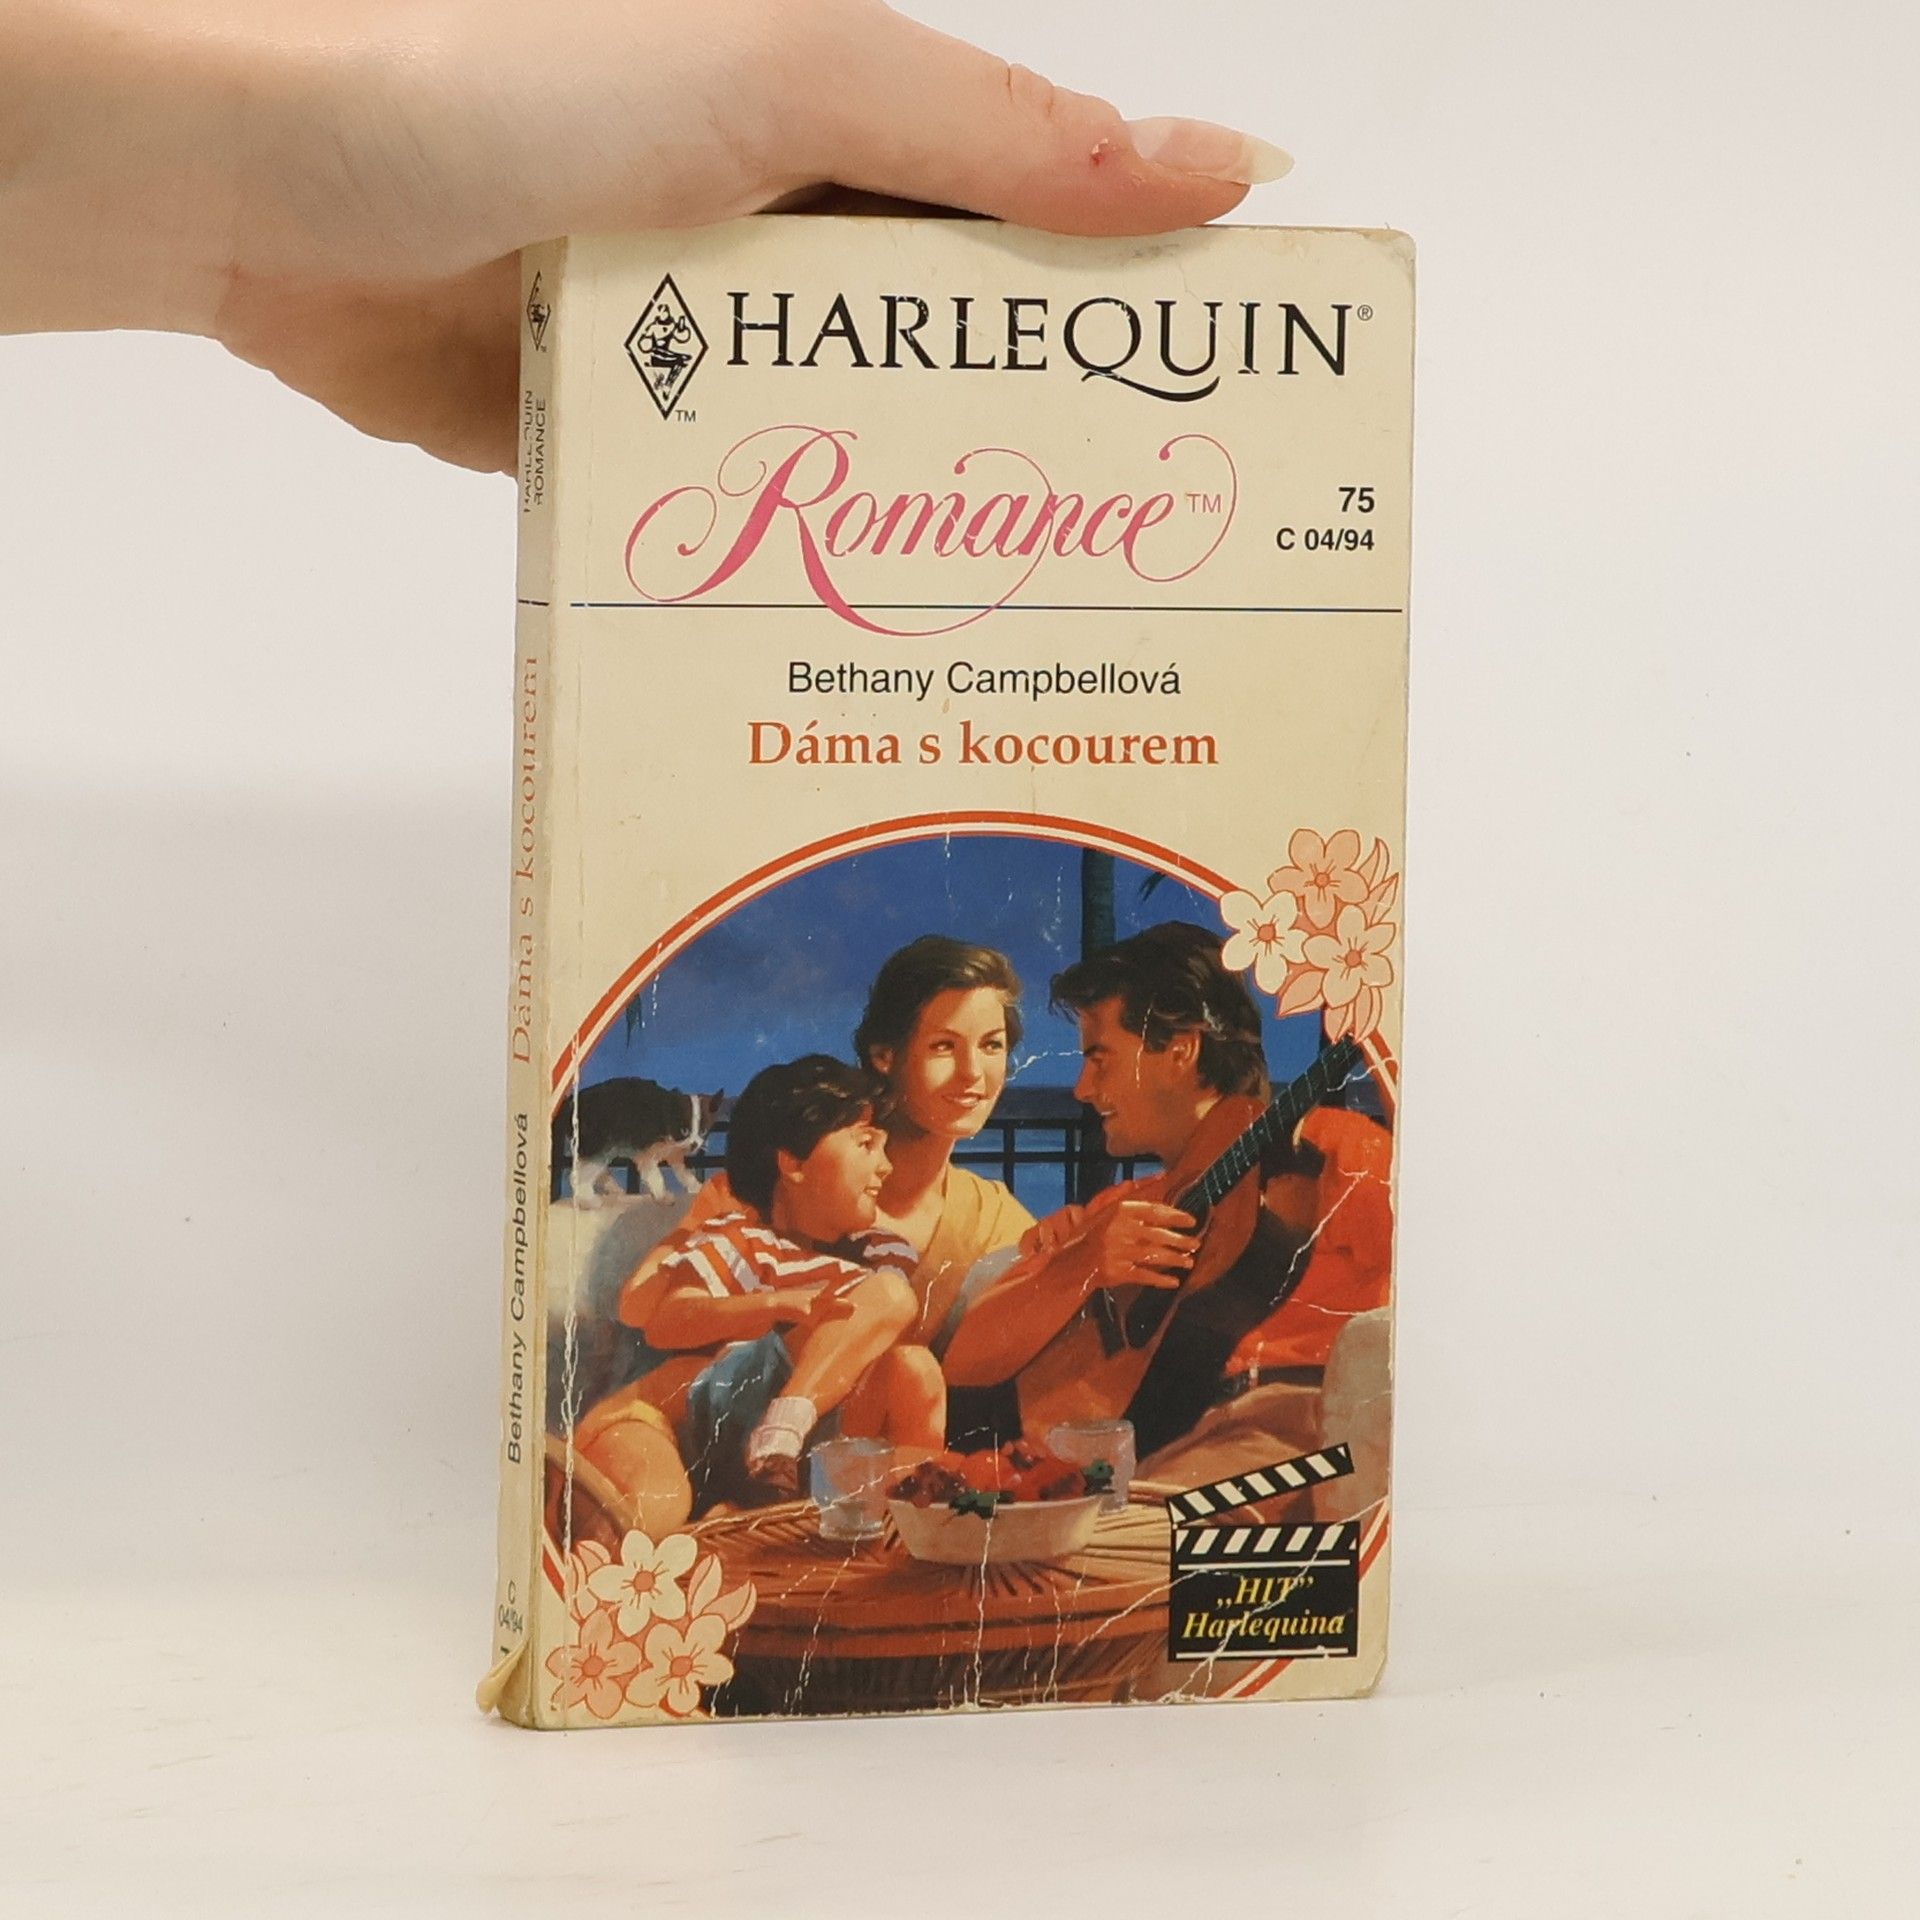 HARLEQUIN®
TM
Romance™
75
C 04/94
Bethany Campbellová
Dáma s kocourem
„HIT”
Harlequina
HARLEQUIN
ROMANCE
Dáma s kocourem
Bethany Campbellová
C
04/94